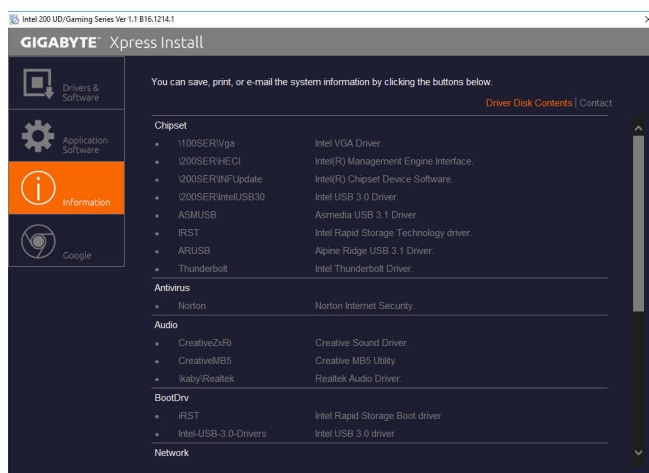 Intel 200 UD/Gaming Series Ver 1.1 B16.1214.1
GIGABYTE™ Xpress Install
Drivers &
Software
Application
Software
Information
Google
You can save, print, or e-mail the system information by clicking the buttons below.
Driver Disk Contents | Contact
Chipset
• \100SER\Vga Intel VGA Driver.
• \200SER\HECI Intel(R) Management Engine Interface.
• \200SER\INFUpdate Intel(R) Chipset Device Software.
• \200SER\IntelUSB30 Intel USB 3.0 Driver.
• ASMUSB Asmedia USB 3.1 Driver.
• IRST Intel Rapid Storage Technology driver.
• ARUSB Alpine Ridge USB 3.1 Driver.
• Thunderbolt Intel Thunderbolt Driver.
Antivirus
• Norton Norton Internet Security.
Audio
• CreativeZxRi Creative Sound Driver.
• CreativeMB5 Creative MB5 Utility.
• \kaby\Realtek Realtek Audio Driver.
BootDrv
• iRST Intel Rapid Storage Boot driver
• Intel-USB-3.0-Drivers Intel USB 3.0 driver
Network